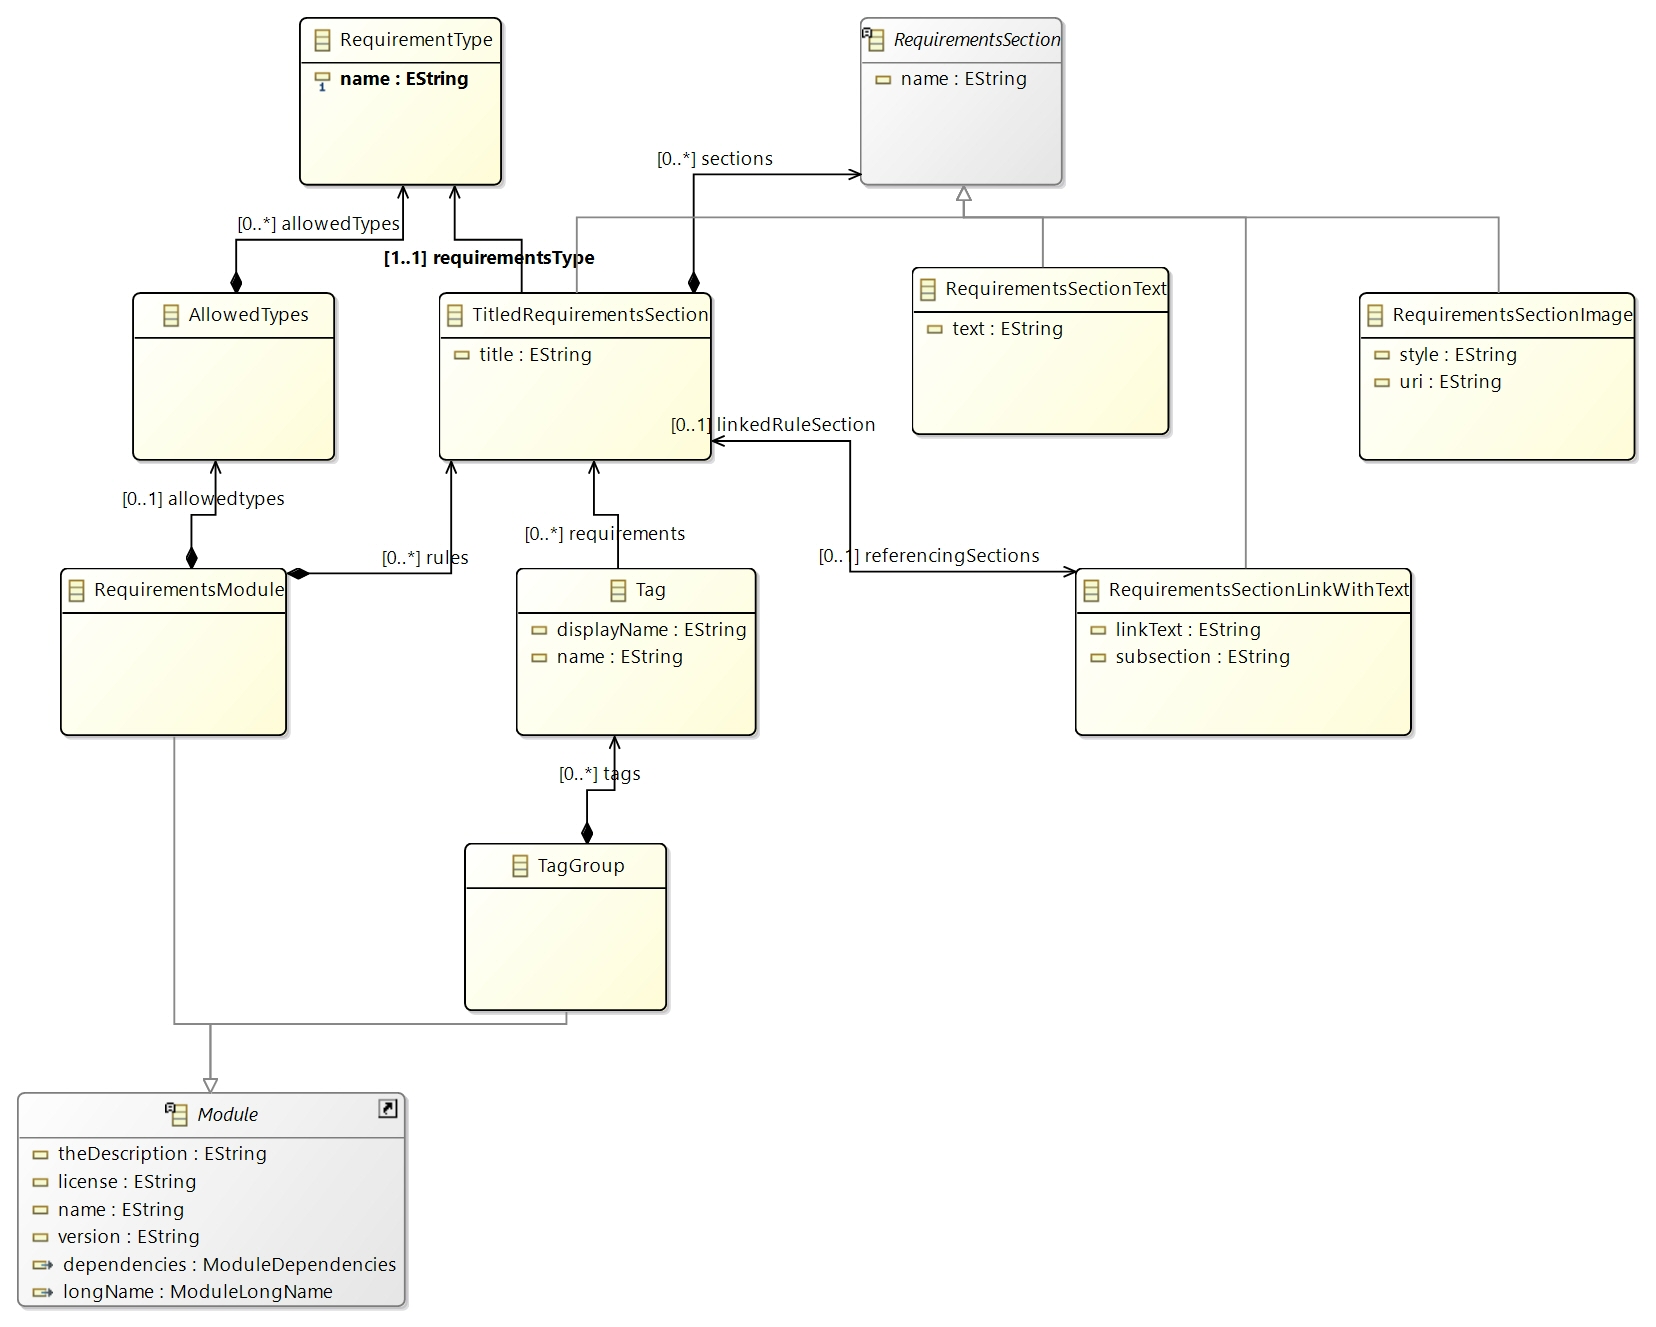 RequirementType
1
name : EString
RequirementsSection
name : EString
[0..*] sections
[0..*] allowedTypes
[1..1] requirementsType
AllowedTypes
TitledRequirementsSection
title : EString
RequirementsSectionText
text : EString
RequirementsSectionImage
style : EString
uri : EString
[0..1] linkedRuleSection
[0..1] allowedtypes
[0..*] rules
[0..*] requirements
[0..1] referencingSections
RequirementsModule
Tag
displayName : EString
name : EString
RequirementsSectionLinkWithText
linkText : EString
subsection : EString
[0..*] tags
TagGroup
Module
theDescription : EString
license : EString
name : EString
version : EString
dependencies : ModuleDependencies
longName : ModuleLongName